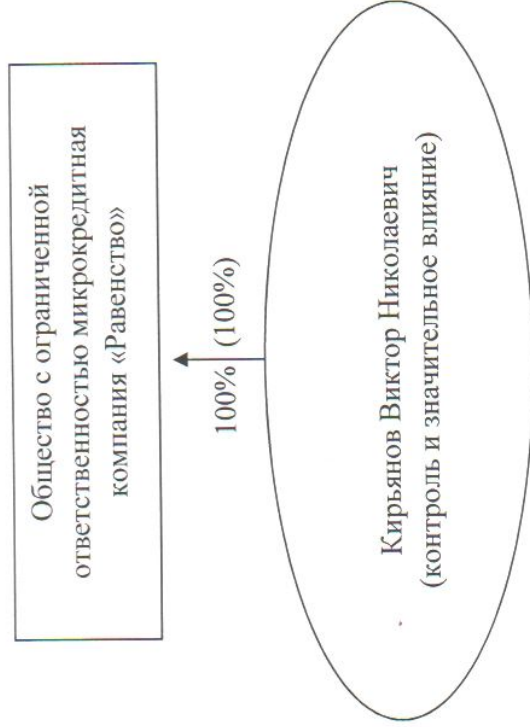 Общество с ограниченной
ответственностью микрокредитная
компания «Равенство»
100% (100%)
Кирьянов Виктор Николаевич
(контроль и значительное влияние)